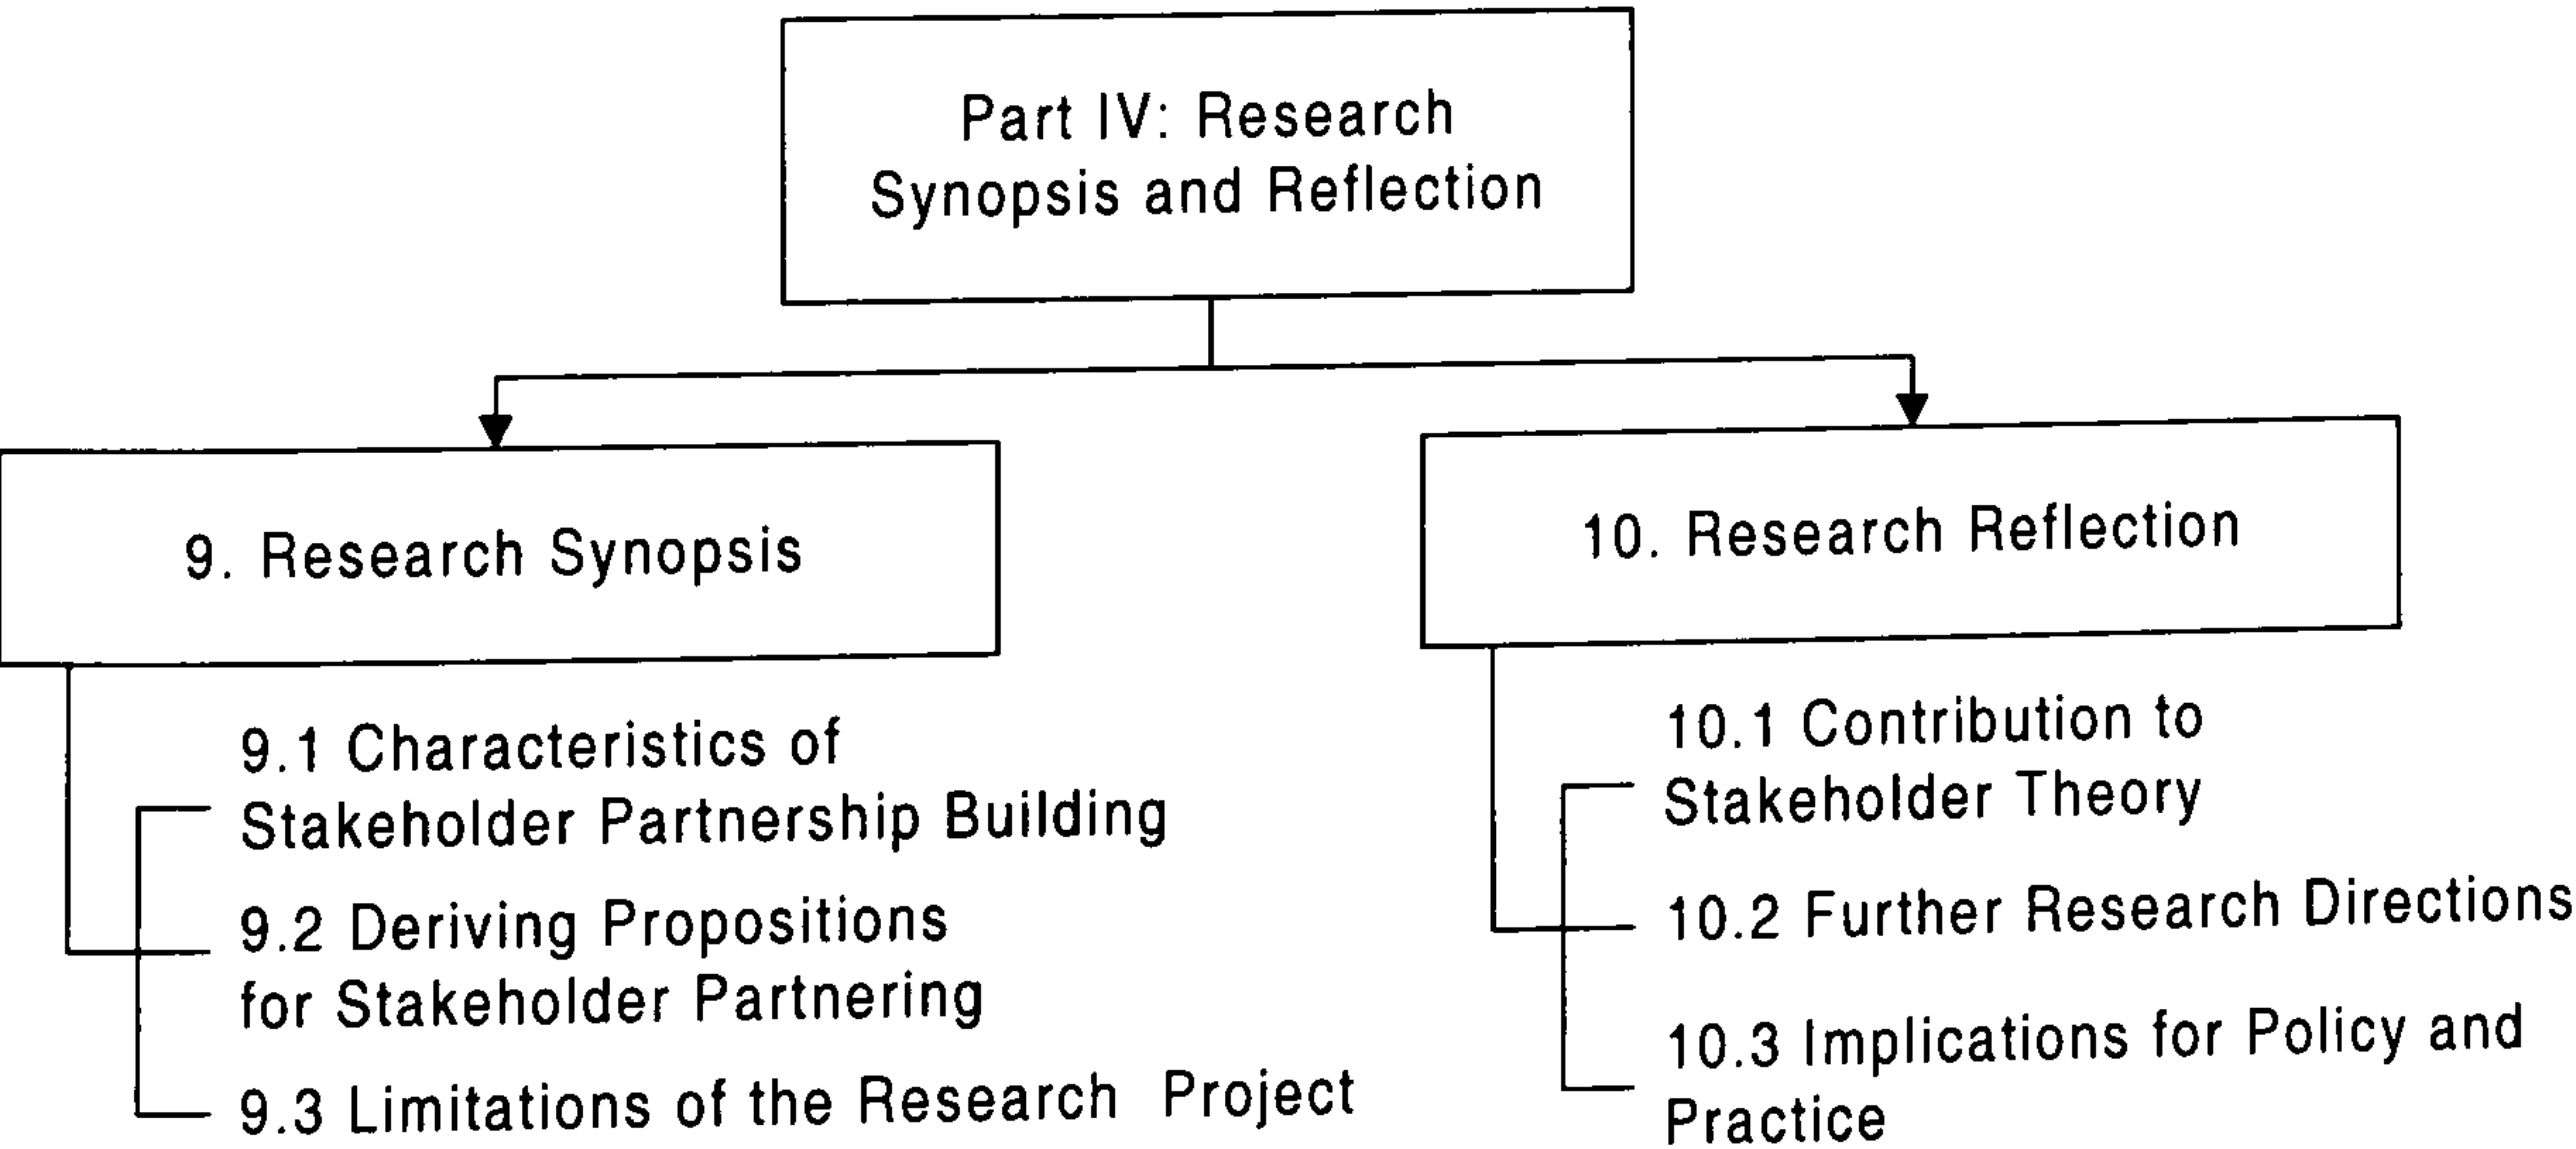 Part IV: Research
Synopsis and Reflection
9. Research Synopsis
9.1 Characteristics of
Stakeholder Partnership Building
9.2 Deriving Propositions
for Stakeholder Partnering
9.3 Limitations of the Research Project
10. Research Reflection
10.1 Contribution to
Stakeholder Theory
10.2 Further Research Directions
10.3 Implications for Policy and
Practice